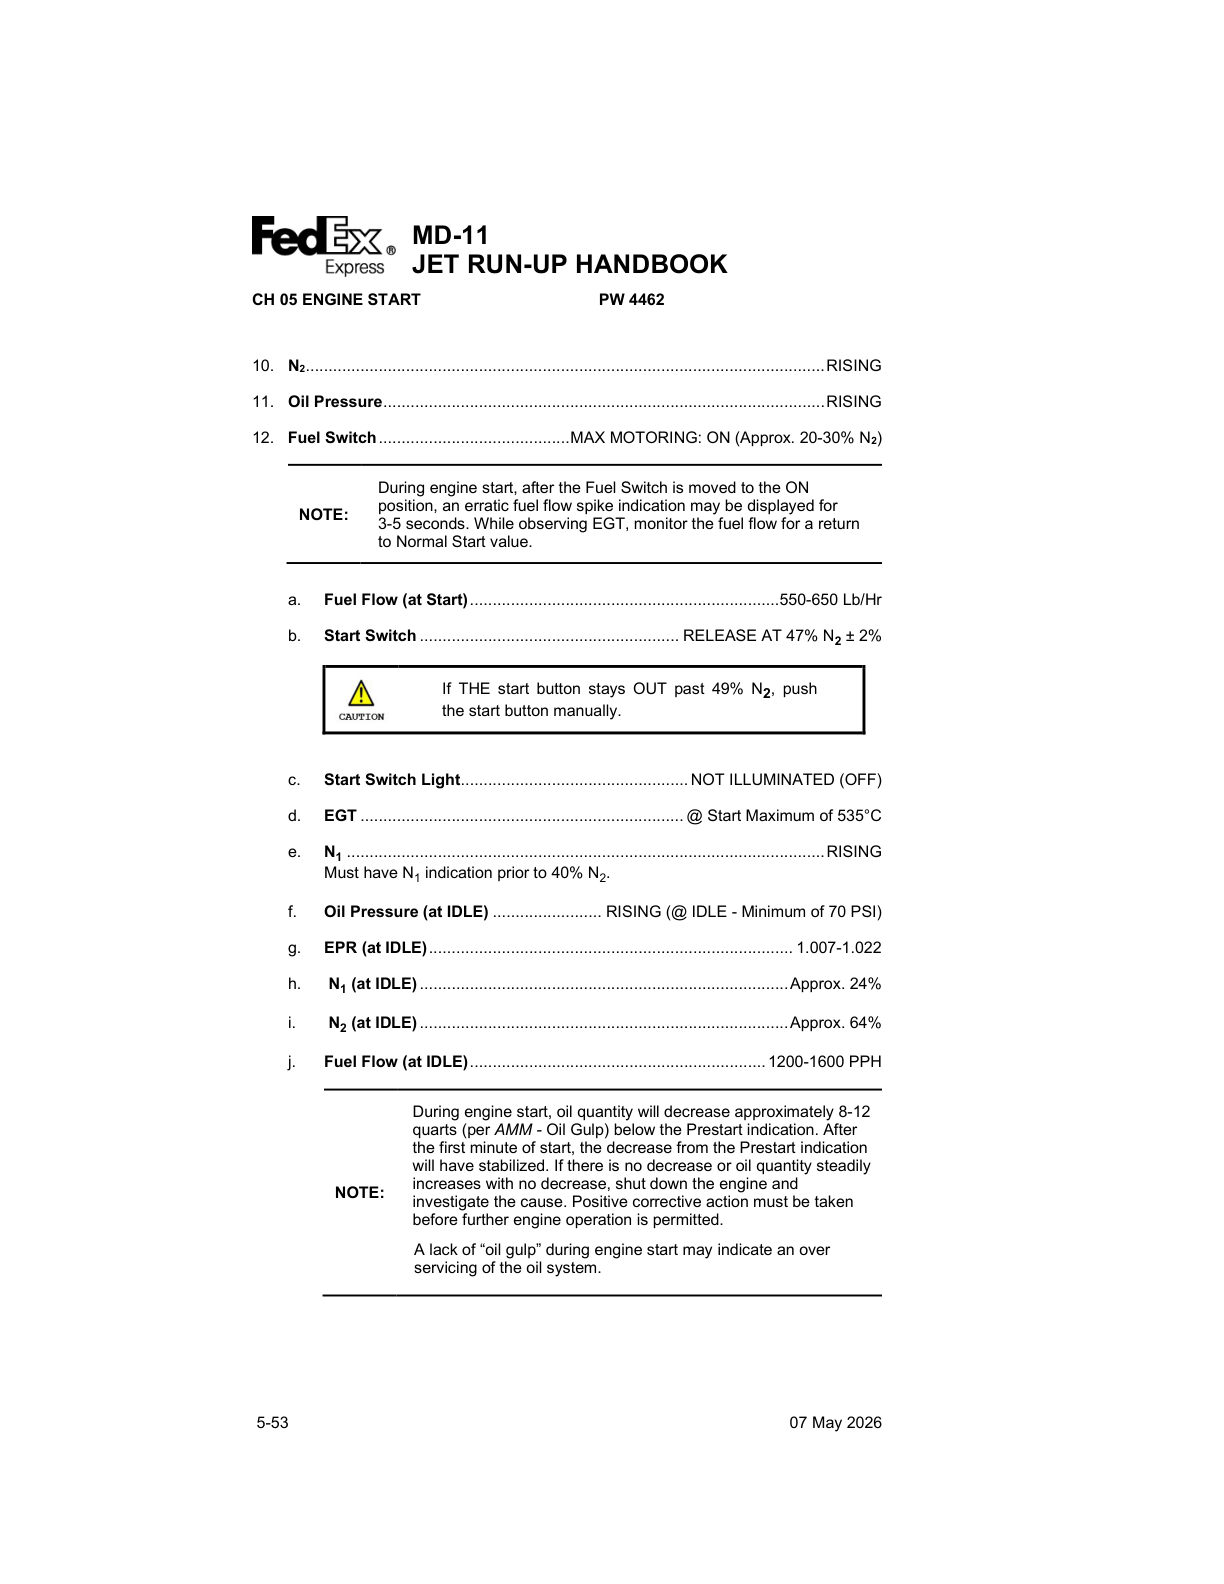 FedEx® Express
MD-11
JET RUN-UP HANDBOOK
CH 05 ENGINE START PW 4462
10. N2....................................................................................................................RISING
11. Oil Pressure..................................................................................................RISING
12. Fuel Switch..........................................MAX MOTORING: ON (Approx. 20-30% N2)
NOTE:
During engine start, after the Fuel Switch is moved to the ON
position, an erratic fuel flow spike indication may be displayed for
3-5 seconds. While observing EGT, monitor the fuel flow for a return
to Normal Start value.
a. Fuel Flow (at Start)....................................................................550-650 Lb/Hr
b. Start Switch ......................................................... RELEASE AT 47% N2 ± 2%
CAUTION
If THE start button stays OUT past 49% N2, push
the start button manually.
c. Start Switch Light.................................................. NOT ILLUMINATED (OFF)
d. EGT ....................................................................... @ Start Maximum of 535°C
e. N1 .........................................................................................................RISING
Must have N1 indication prior to 40% N2.
f. Oil Pressure (at IDLE) ........................ RISING (@ IDLE - Minimum of 70 PSI)
g. EPR (at IDLE)................................................................................ 1.007-1.022
h. N1 (at IDLE).................................................................................Approx. 24%
i. N2 (at IDLE).................................................................................Approx. 64%
j. Fuel Flow (at IDLE)................................................................. 1200-1600 PPH
NOTE:
During engine start, oil quantity will decrease approximately 8-12
quarts (per AMM - Oil Gulp) below the Prestart indication. After
the first minute of start, the decrease from the Prestart indication
will have stabilized. If there is no decrease or oil quantity steadily
increases with no decrease, shut down the engine and
investigate the cause. Positive corrective action must be taken
before further engine operation is permitted.
A lack of “oil gulp” during engine start may indicate an over
servicing of the oil system.
5-53 07 May 2026